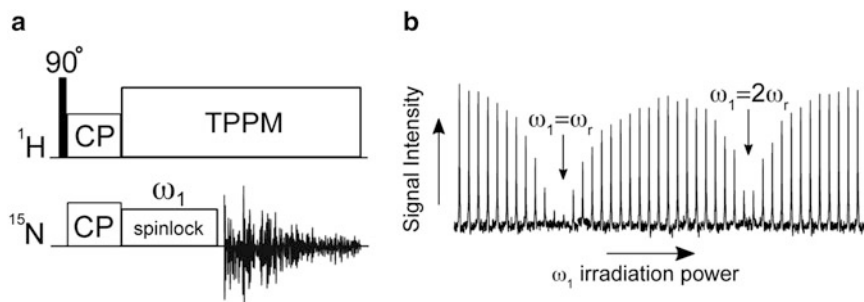 a
90°
¹H
CP
TPPM
ω₁
¹⁵N
CP
spinlock
b
Signal Intensity
ω₁=ωᵣ
ω₁=2ωᵣ
ω₁ irradiation power